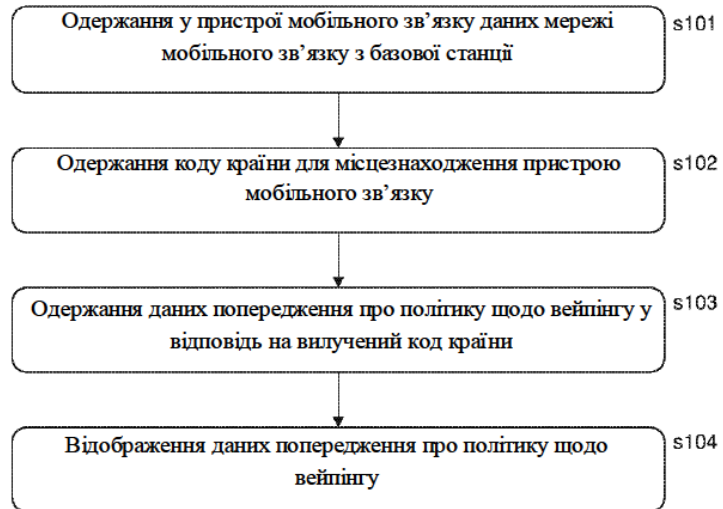 Одержання у пристрої мобільного зв’язку даних мережі
мобільного зв’язку з базової станції
s101
Одержання коду країни для місцезнаходження пристрою
мобільного зв’язку
s102
Одержання даних попередження про політику щодо вейпінгу у
відповідь на вилучений код країни
s103
Відображення даних попередження про політику щодо
вейпінгу
s104